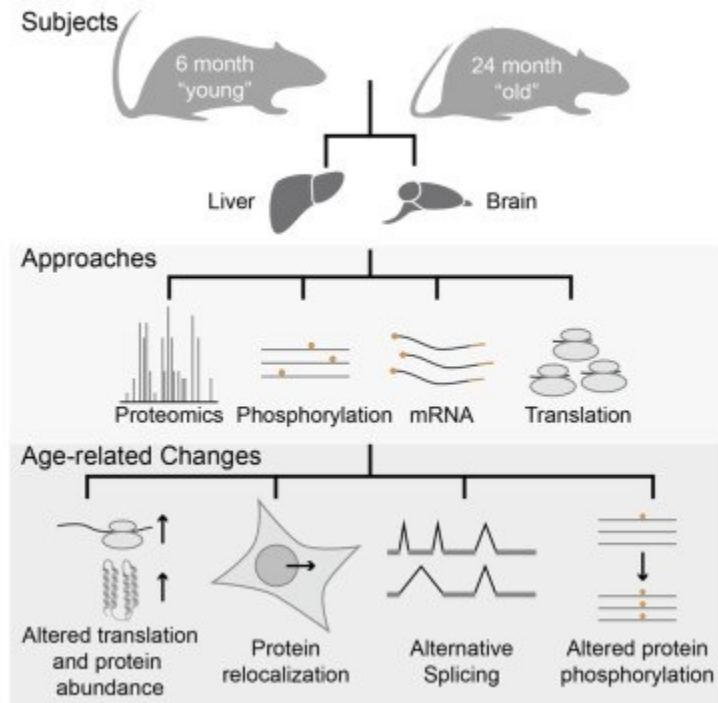 Subjects
6 month
"young"
24 month
"old"
Liver
Brain
Approaches
Proteomics
Phosphorylation
mRNA
Translation
Age-related Changes
Altered translation
and protein
abundance
Protein
relocalization
Alternative
Splicing
Altered protein
phosphorylation